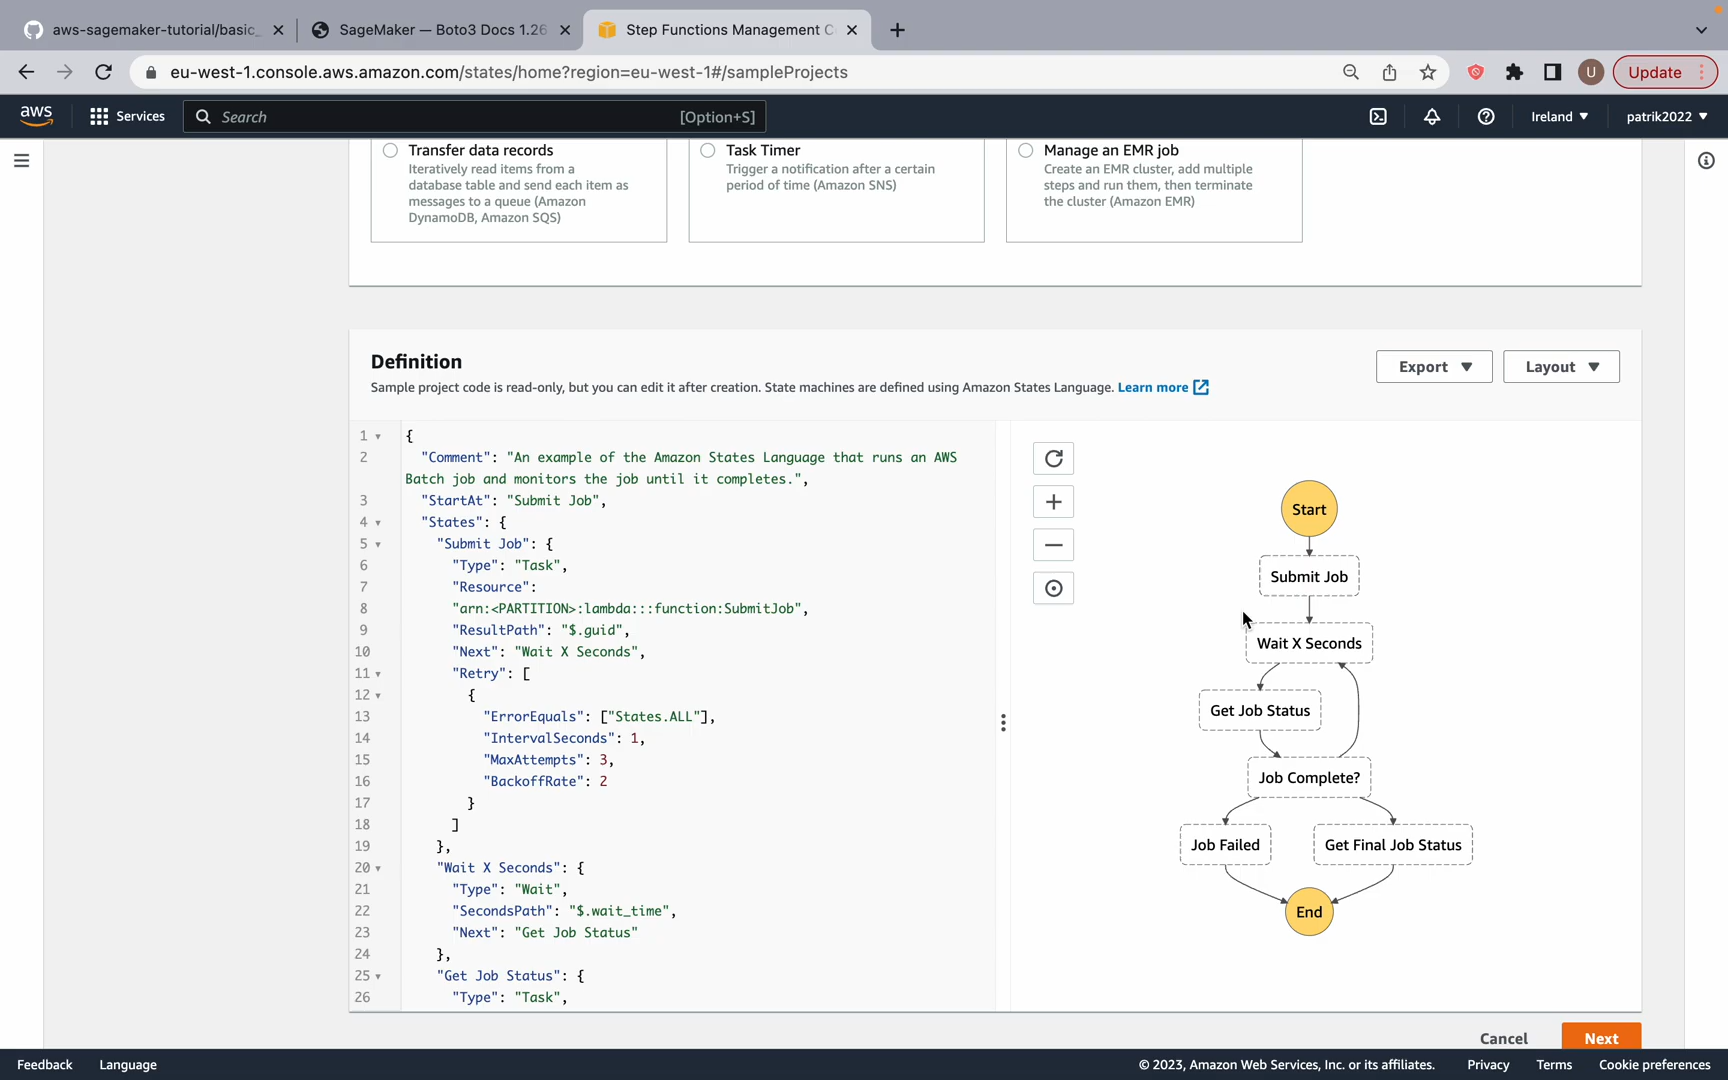 aws-sagemaker-tutorial/basic_
SageMaker — Boto3 Docs 1.26
Step Functions Management C
eu-west-1.console.aws.amazon.com/states/home?region=eu-west-1#/sampleProjects
U
Update
aws
Services
Search
[Option+S]
Ireland ▼
patrik2022 ▼
Transfer data records
Iteratively read items from a
database table and send each item as
messages to a queue (Amazon
DynamoDB, Amazon SQS)
Task Timer
Trigger a notification after a certain
period of time (Amazon SNS)
Manage an EMR job
Create an EMR cluster, add multiple
steps and run them, then terminate
the cluster (Amazon EMR)
Definition
Sample project code is read-only, but you can edit it after creation. State machines are defined using Amazon States Language. Learn more
Export ▼
Layout ▼
1 {
2 "Comment": "An example of the Amazon States Language that runs an AWS
Batch job and monitors the job until it completes.",
3 "StartAt": "Submit Job",
4 "States": {
5 "Submit Job": {
6 "Type": "Task",
7 "Resource":
8 "arn:<PARTITION>:lambda:::function:SubmitJob",
9 "ResultPath": "$.guid",
10 "Next": "Wait X Seconds",
11 "Retry": [
12 {
13 "ErrorEquals": ["States.ALL"],
14 "IntervalSeconds": 1,
15 "MaxAttempts": 3,
16 "BackoffRate": 2
17 }
18 ]
19 },
20 "Wait X Seconds": {
21 "Type": "Wait",
22 "SecondsPath": "$.wait_time",
23 "Next": "Get Job Status"
24 },
25 "Get Job Status": {
26 "Type": "Task",
Start
Submit Job
Wait X Seconds
Get Job Status
Job Complete?
Job Failed
Get Final Job Status
End
Cancel
Next
Feedback
Language
© 2023, Amazon Web Services, Inc. or its affiliates.
Privacy
Terms
Cookie preferences